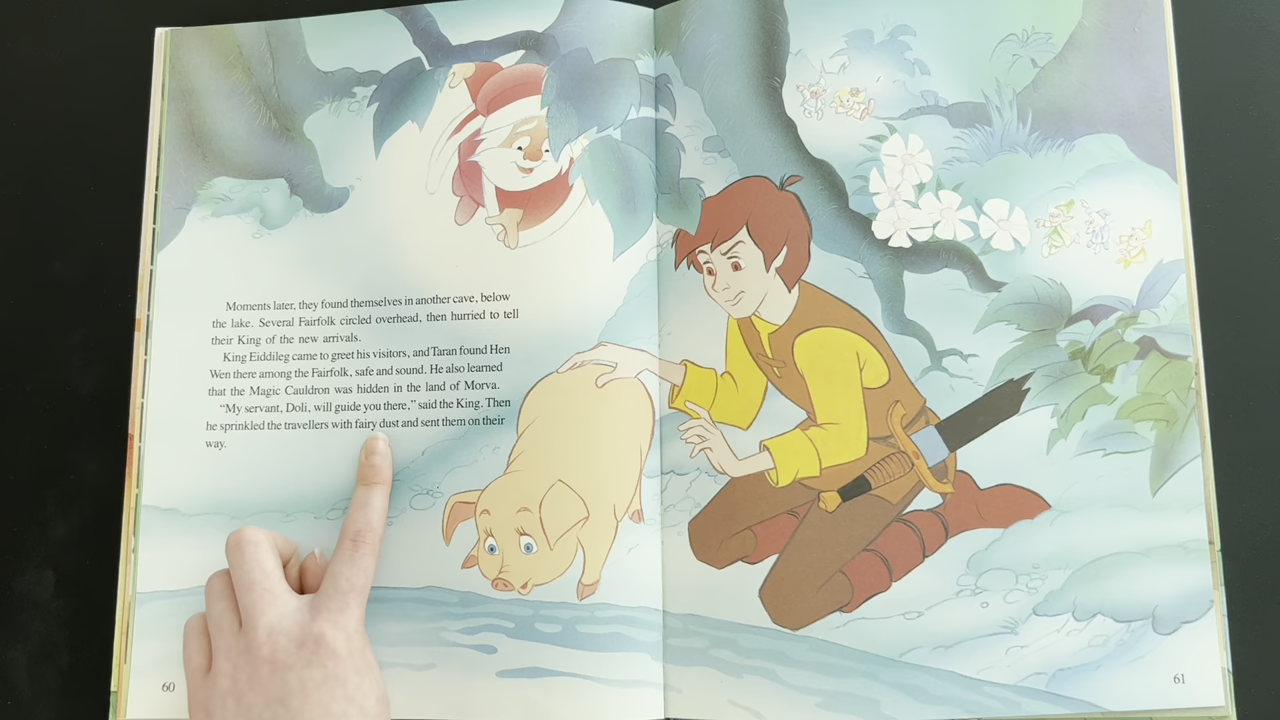 Moments later, they found themselves in another cave, below
the lake. Several Fairfolk circled overhead, then hurried to tell
their King of the new arrivals.
King Eiddileg came to greet his visitors, and Taran found Hen
Wen there among the Fairfolk, safe and sound. He also learned
that the Magic Cauldron was hidden in the land of Morva.
“My servant, Doli, will guide you there,” said the King. Then
he sprinkled the travellers with fairy dust and sent them on their
way.
60
61